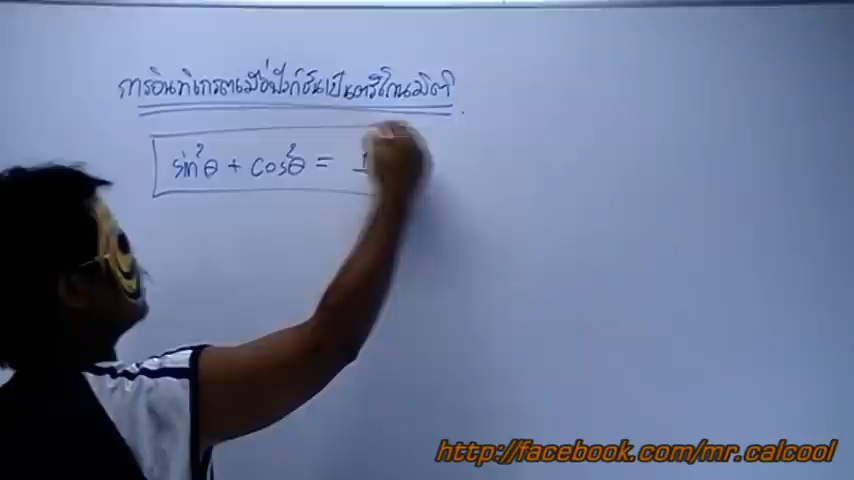 การอินทิเกรตเมื่อฟังก์ชันเป็นตรีโกนมิติ
sin²θ + cos²θ = 1
http://facebook.com/mr.calcool